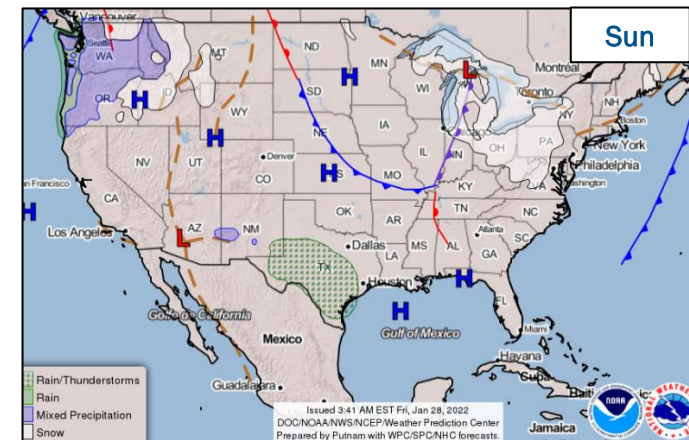 Sun
Vancouver
Seattle
WA
MT
ND
MN
Montréal
OR
ID
SD
WI
Toronto
NY
NH
WY
Boston
IA
Chicago
PA
New York
NE
OH
Philadelphia
NV
UT
Denver
IL
IN
Washington
n Francisco
CO
KS
MO
KY
VA
CA
Los Angeles
AZ
NM
OK
AR
TN
NC
Atlanta
SC
Dallas
MS
AL
GA
LA
TX
Houston
FL
Golfo de California
Gulf of Mexico
Miami
Mexico
Havana
Cuba
Guadalajara
Haiti
Jamaica
H
H
H
H
H
H
H
L
L
Rain/Thunderstorms
Rain
Mixed Precipitation
Snow
Issued 3:41 AM EST Fri, Jan 28, 2022
DOC/NOAA/NWS/NCEP/Weather Prediction Center
Prepared by Putnam with WPC/SPC/NHC forecasts.
NOAA